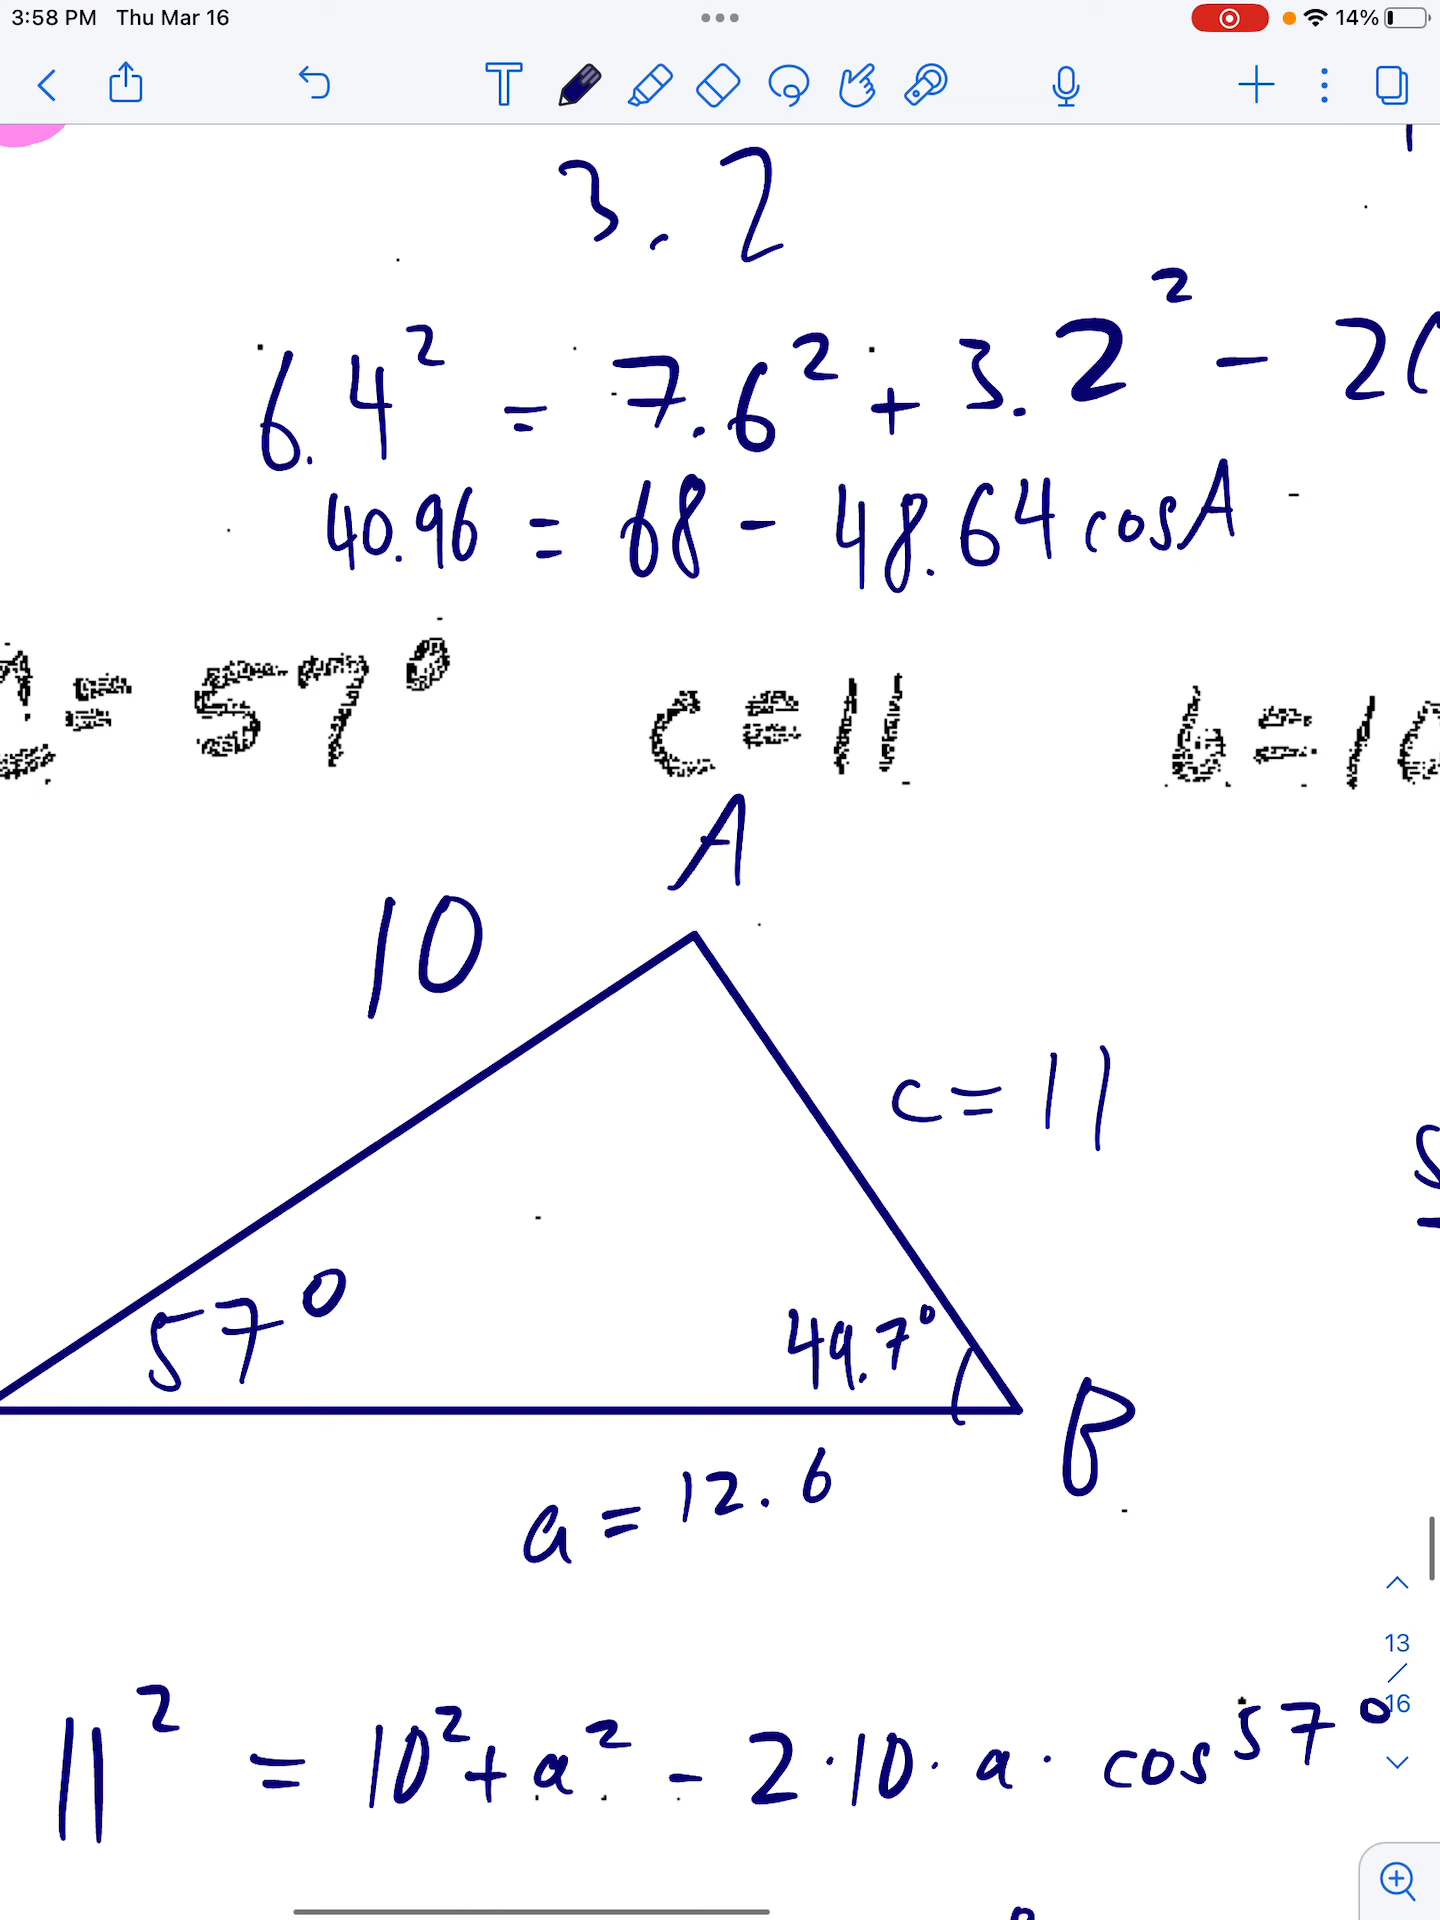 3:58 PM Thu Mar 16
14%
T
3.2
6.4² = 7.6² + 3.2² - 2(
40.96 = 68 - 48.64 cosA
= 57° c=11 b=10
A
10
c=11
57°
49.7°
B
a = 12.6
13
/
16
11² = 10² + a² - 2·10·a·cos 57°